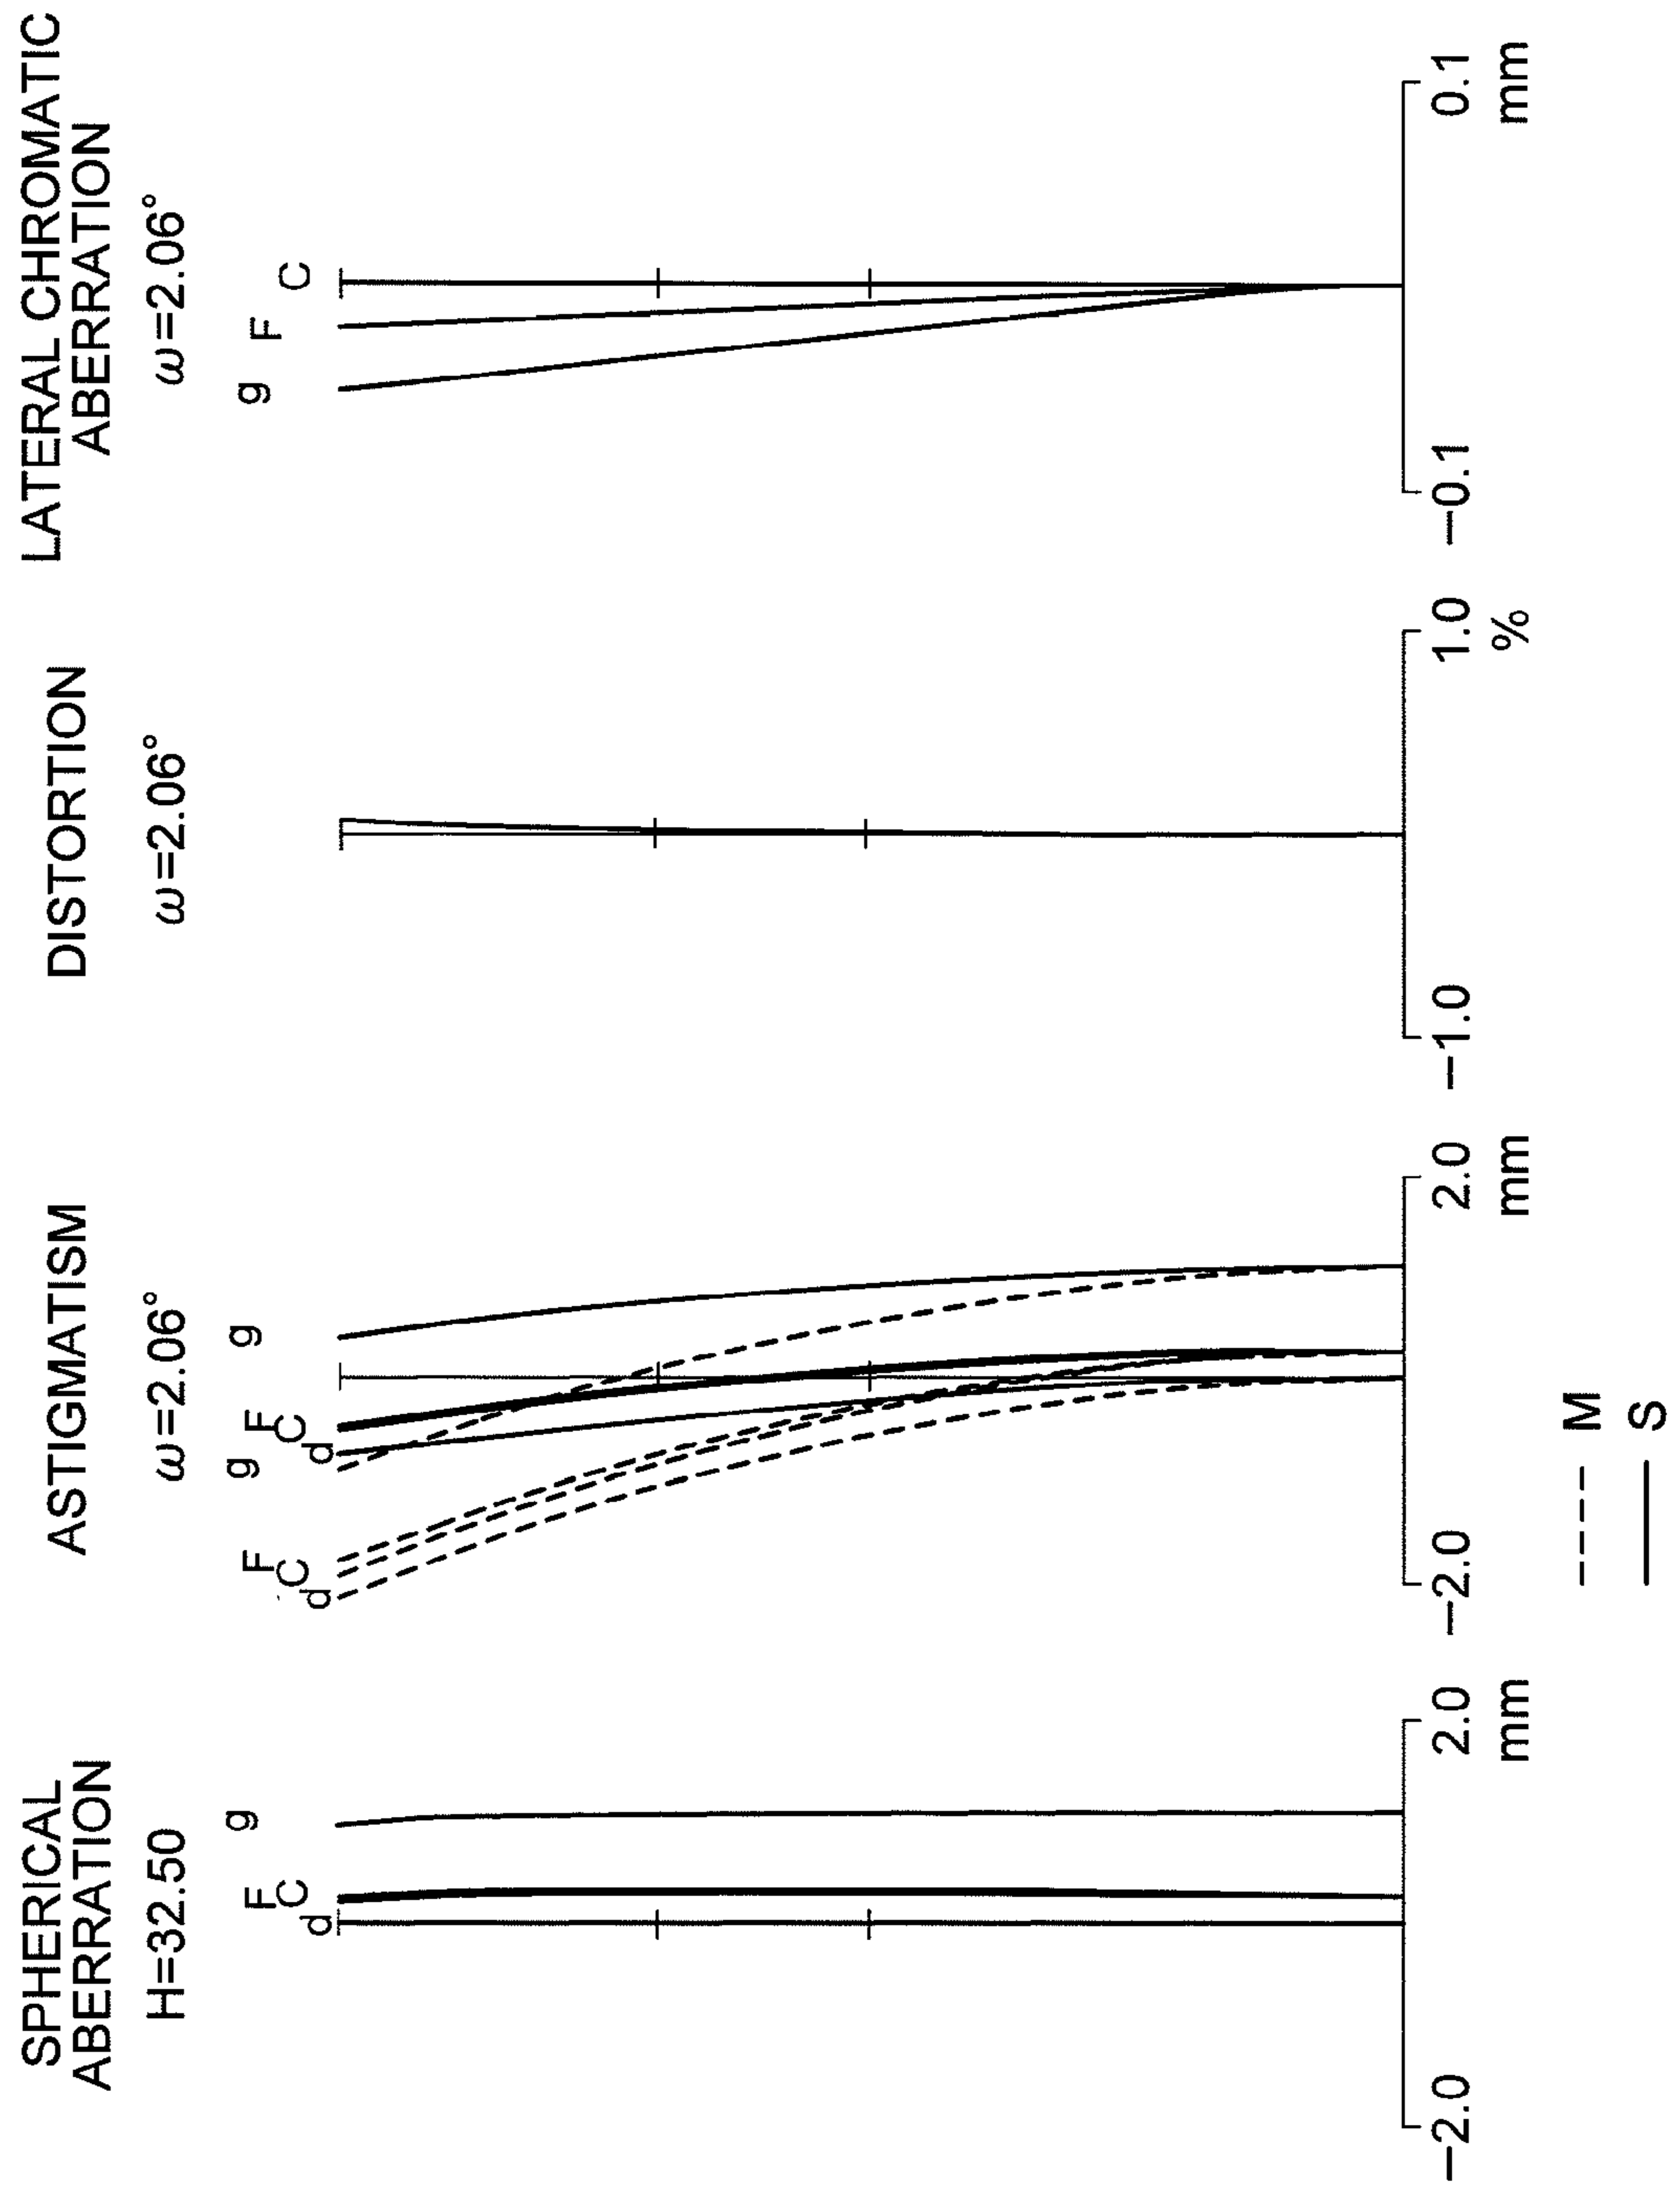 SPHERICAL
ABERRATION
H=32.50
d
F
C
g
−2.0
2.0
mm
ASTIGMATISM
ω=2.06°
F
C
d
g
F
C
d
g
−2.0
2.0
mm
M
S
DISTORTION
ω=2.06°
−1.0
1.0
%
LATERAL CHROMATIC
ABERRATION
ω=2.06°
g
F
C
−0.1
0.1
mm